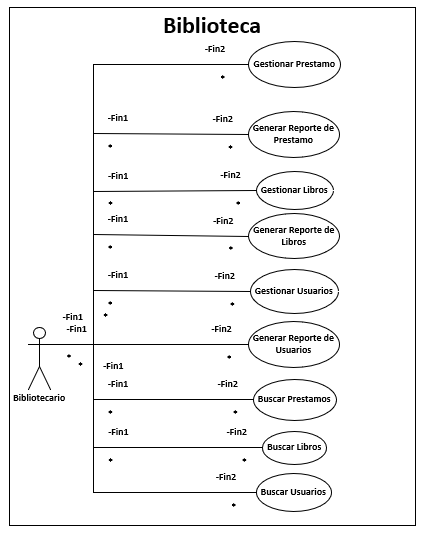 Biblioteca
-Fin2
Gestionar Prestamo
*
-Fin1
-Fin2
Generar Reporte de
Prestamo
*
*
-Fin1
-Fin2
Gestionar Libros
*
*
-Fin1
-Fin2
Generar Reporte de
Libros
*
*
-Fin1
-Fin2
Gestionar Usuarios
*
*
*
-Fin1
-Fin1
-Fin2
Generar Reporte de
Usuarios
*
*
*
-Fin1
Bibliotecario
-Fin1
-Fin2
Buscar Prestamos
*
*
-Fin1
-Fin2
Buscar Libros
*
*
-Fin2
Buscar Usuarios
*